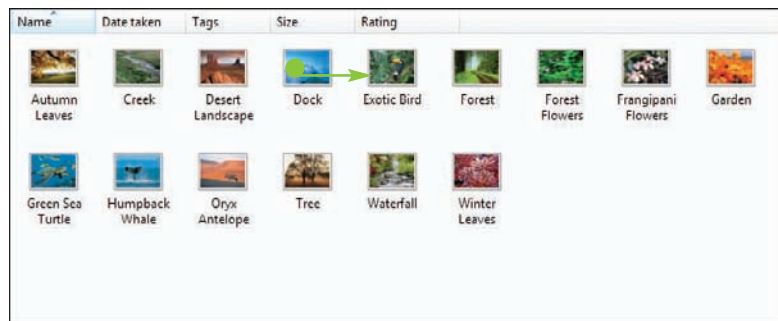 Name Date taken Tags Size Rating
Autumn Leaves
Creek
Desert Landscape
Dock
Exotic Bird
Forest
Forest Flowers
Frangipani Flowers
Garden
Green Sea Turtle
Humpback Whale
Oryx Antelope
Tree
Waterfall
Winter Leaves